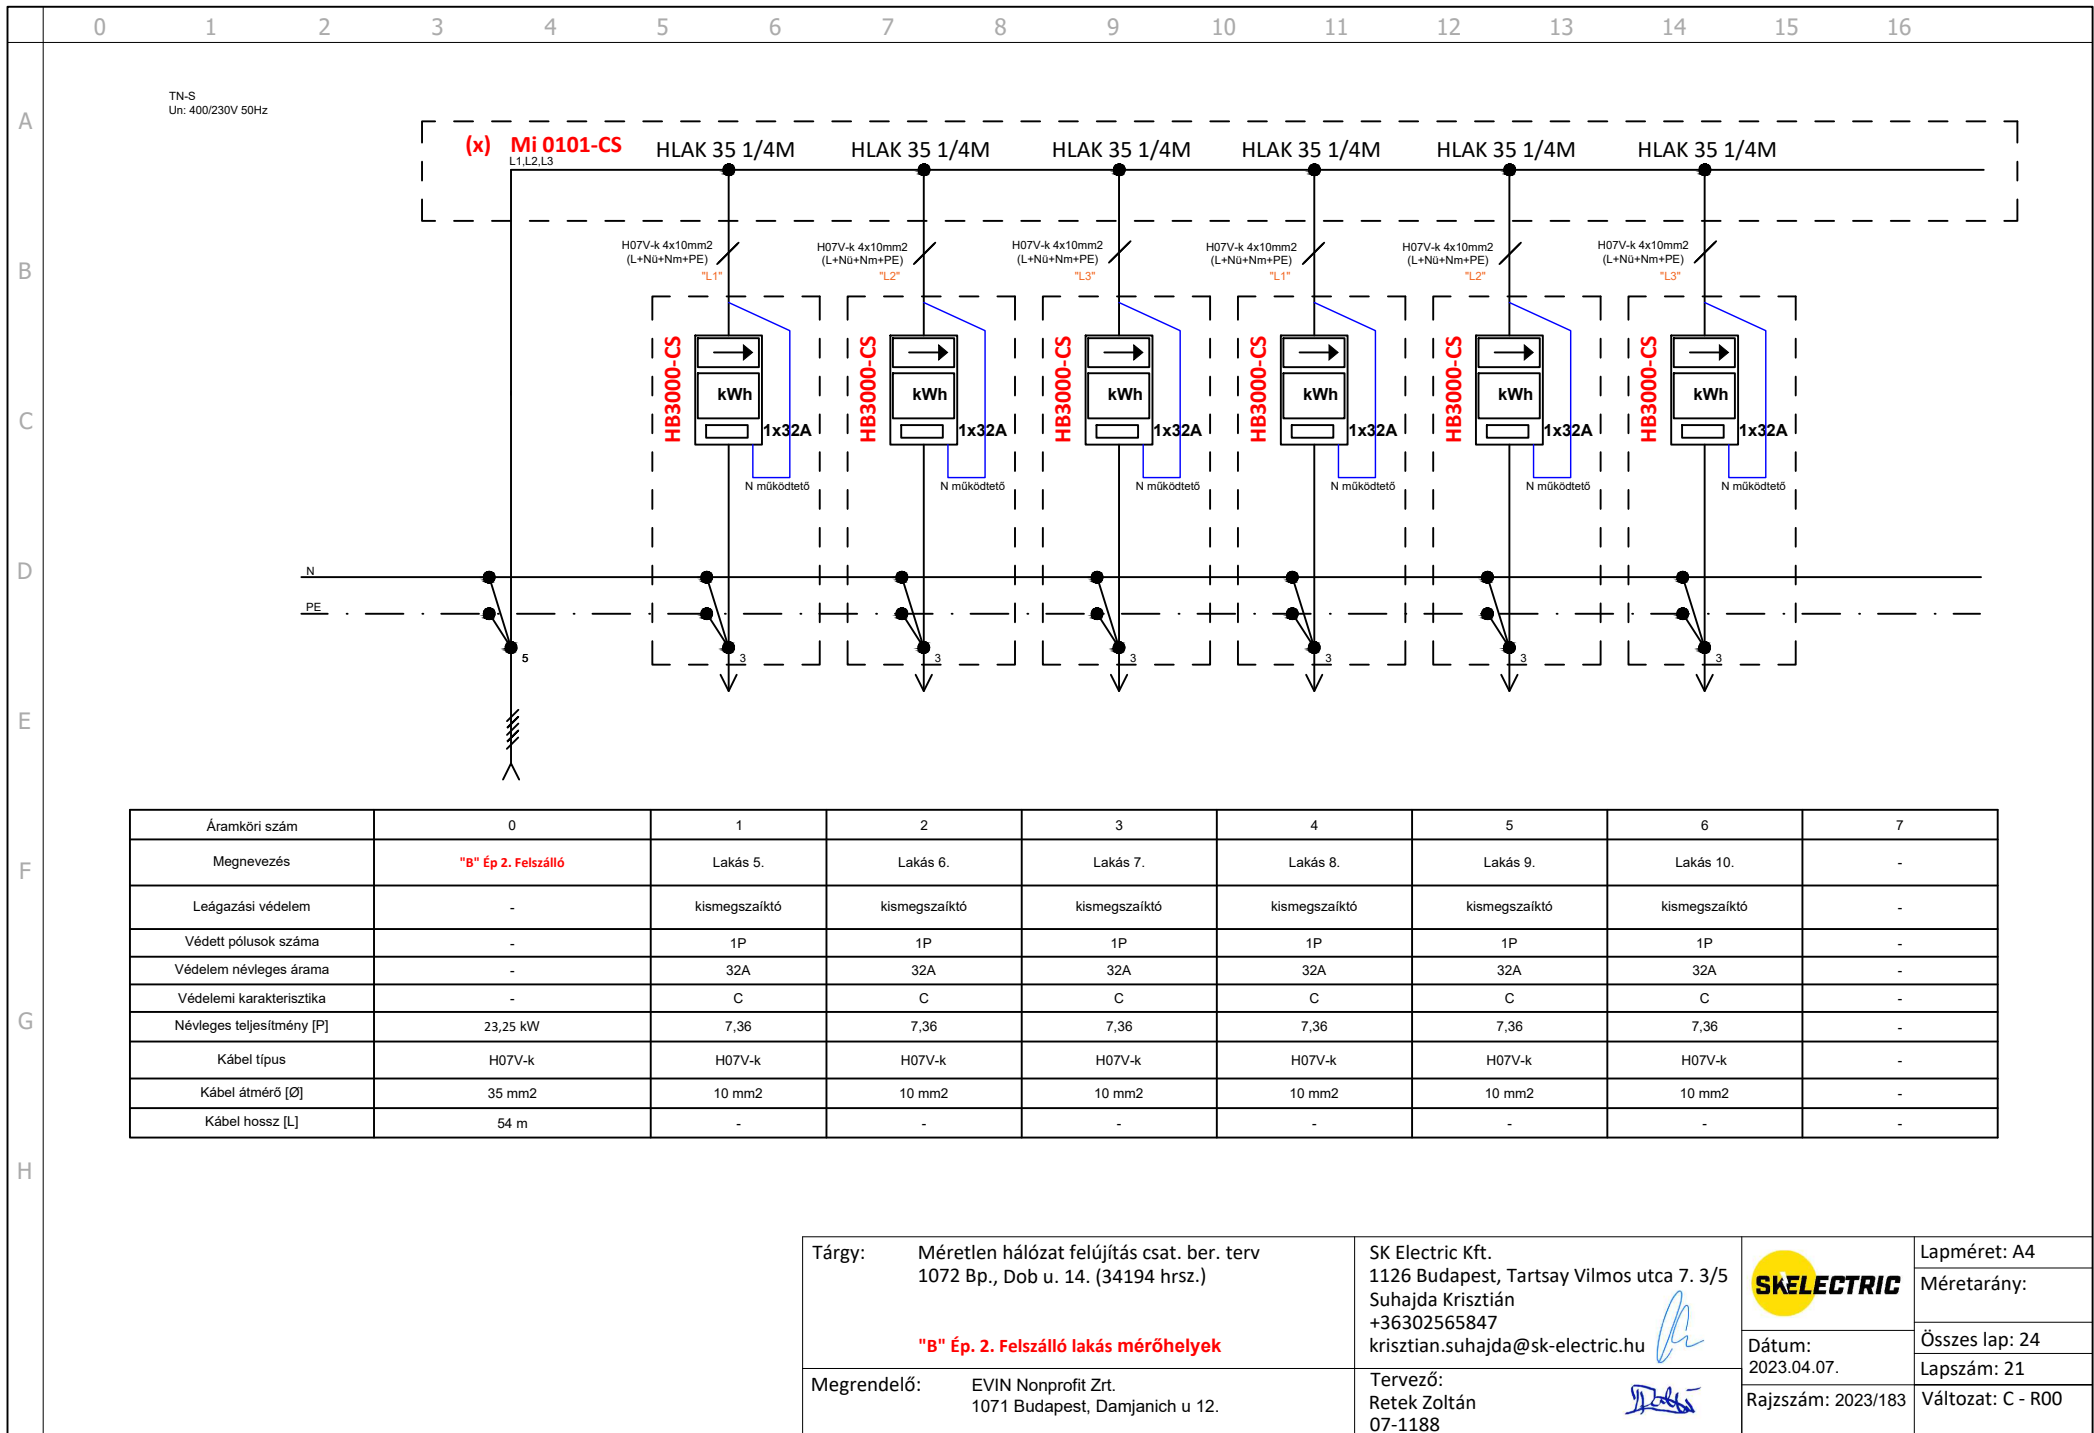 0 1 2 3 4 5 6 7 8 9 10 11 12 13 14 15 16
A
B
C
D
E
F
G
H
TN-S
Un: 400/230V 50Hz
(x) Mi 0101-CS
L1,L2,L3
HLAK 35 1/4M HLAK 35 1/4M HLAK 35 1/4M HLAK 35 1/4M HLAK 35 1/4M HLAK 35 1/4M
H07V-k 4x10mm2 H07V-k 4x10mm2 H07V-k 4x10mm2 H07V-k 4x10mm2 H07V-k 4x10mm2 H07V-k 4x10mm2
(L+Nü+Nm+PE) (L+Nü+Nm+PE) (L+Nü+Nm+PE) (L+Nü+Nm+PE) (L+Nü+Nm+PE) (L+Nü+Nm+PE)
"L1" "L2" "L3" "L1" "L2" "L3"
HB3000-CS HB3000-CS HB3000-CS HB3000-CS HB3000-CS HB3000-CS
kWh kWh kWh kWh kWh kWh
1x32A 1x32A 1x32A 1x32A 1x32A 1x32A
N működtető N működtető N működtető N működtető N működtető N működtető
N
PE
5 3 3 3 3 3 3
Áramköri szám 0 1 2 3 4 5 6 7
Megnevezés "B" Ép 2. Felszálló Lakás 5. Lakás 6. Lakás 7. Lakás 8. Lakás 9. Lakás 10. -
Leágazási védelem - kismegszaíktó kismegszaíktó kismegszaíktó kismegszaíktó kismegszaíktó kismegszaíktó -
Védett pólusok száma - 1P 1P 1P 1P 1P 1P -
Védelem névleges árama - 32A 32A 32A 32A 32A 32A -
Védelemi karakterisztika - C C C C C C -
Névleges teljesítmény [P] 23,25 kW 7,36 7,36 7,36 7,36 7,36 7,36 -
Kábel típus H07V-k H07V-k H07V-k H07V-k H07V-k H07V-k H07V-k -
Kábel átmérő [Ø] 35 mm2 10 mm2 10 mm2 10 mm2 10 mm2 10 mm2 10 mm2 -
Kábel hossz [L] 54 m - - - - - - -
Tárgy: Méretlen hálózat felújítás csat. ber. terv
1072 Bp., Dob u. 14. (34194 hrsz.)
"B" Ép. 2. Felszálló lakás mérőhelyek
Megrendelő: EVIN Nonprofit Zrt.
1071 Budapest, Damjanich u 12.
SK Electric Kft.
1126 Budapest, Tartsay Vilmos utca 7. 3/5
Suhajda Krisztián
+36302565847
krisztian.suhajda@sk-electric.hu
Tervező:
Retek Zoltán
07-1188
SKELECTRIC
Dátum:
2023.04.07.
Rajzszám: 2023/183
Lapméret: A4
Méretarány:
Összes lap: 24
Lapszám: 21
Változat: C - R00